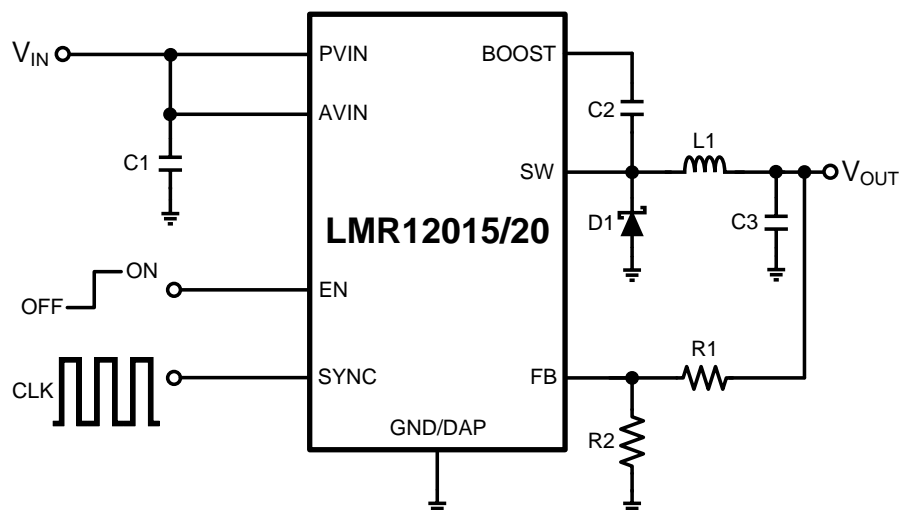 VIN
PVIN
BOOST
AVIN
C2
C1
L1
SW
VOUT
D1
C3
LMR12015/20
ON
OFF
EN
CLK
SYNC
FB
R1
GND/DAP
R2